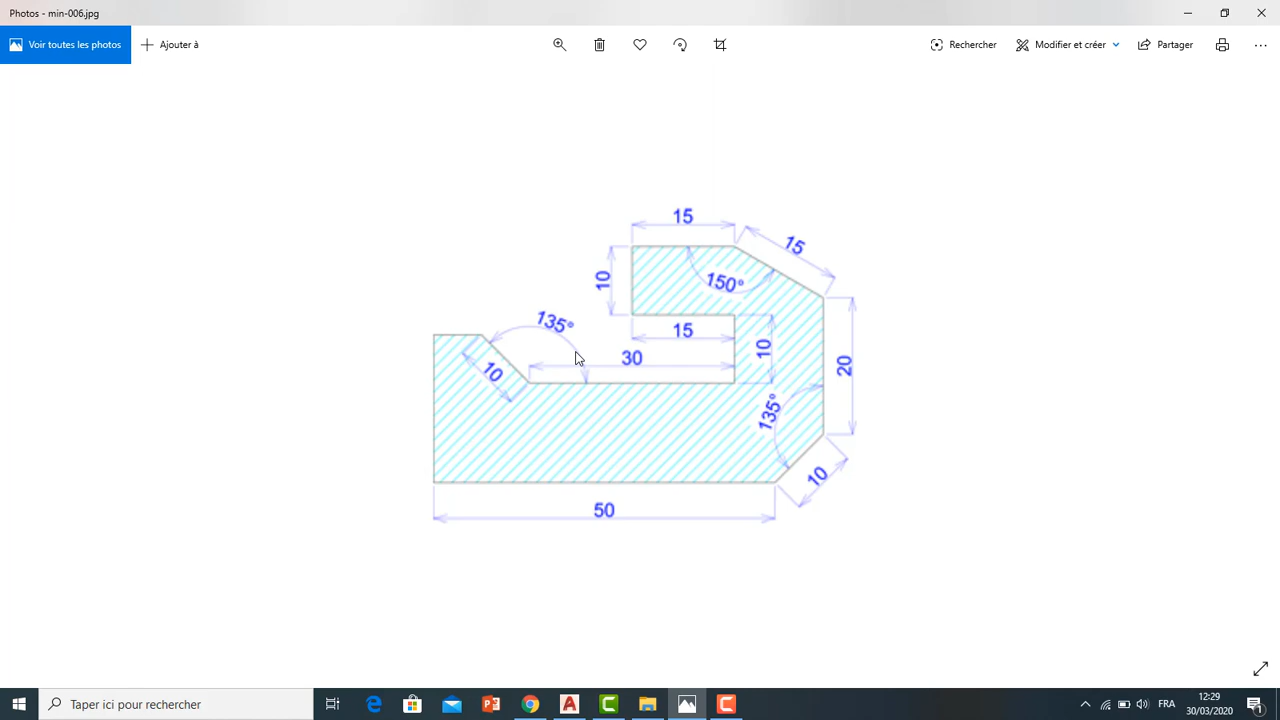 Photos - min-006.jpg
Voir toutes les photos
Ajouter à
Rechercher
Modifier et créer
Partager
15
15
10
150°
135°
15
10
30
10
20
135°
10
50
Taper ici pour rechercher
FRA
12:29
30/03/2020
1